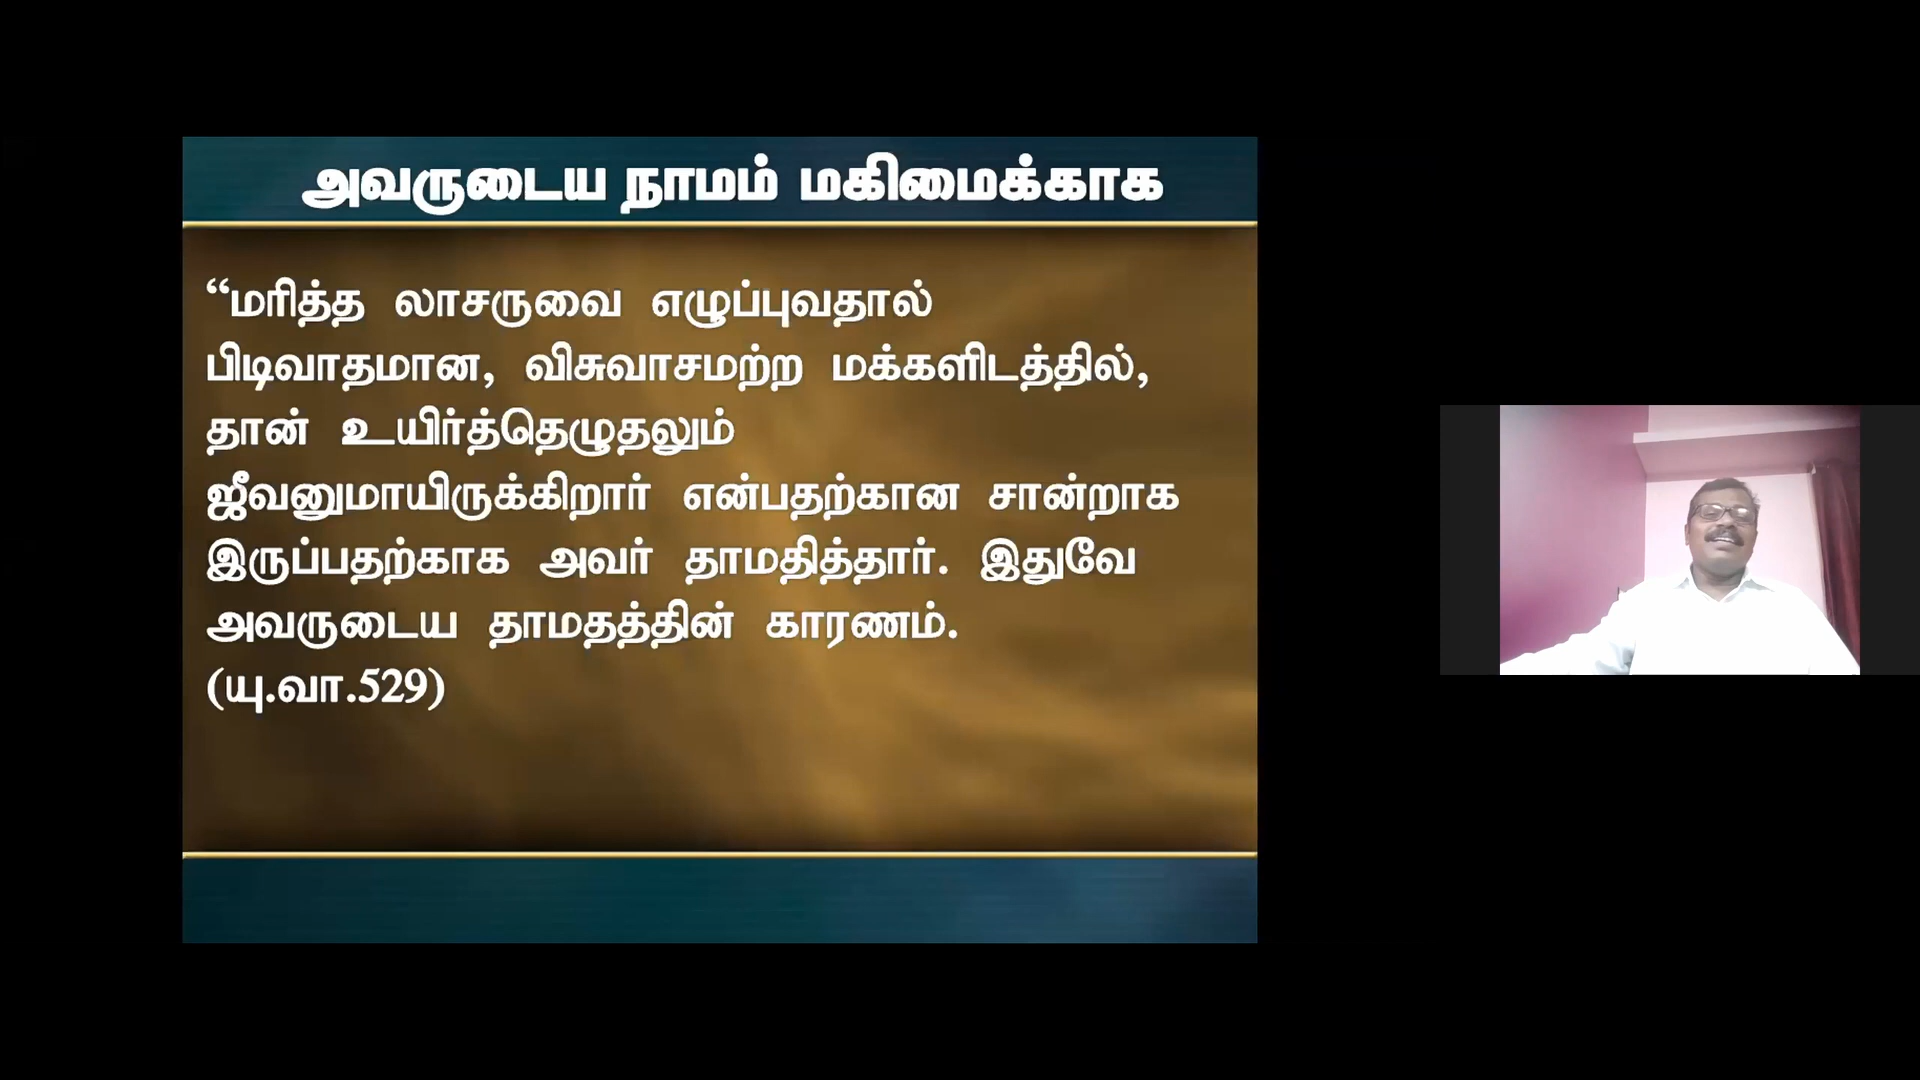 அவருடைய நாமம் மகிமைக்காக
“மரித்த லாசருவை எழுப்புவதால்
பிடிவாதமான, விசுவாசமற்ற மக்களிடத்தில்,
தான் உயிர்த்தெழுதலும்
ஜீவனுமாயிருக்கிறார் என்பதற்கான சான்றாக
இருப்பதற்காக அவர் தாமதித்தார். இதுவே
அவருடைய தாமதத்தின் காரணம்.
(யு.வா.529)